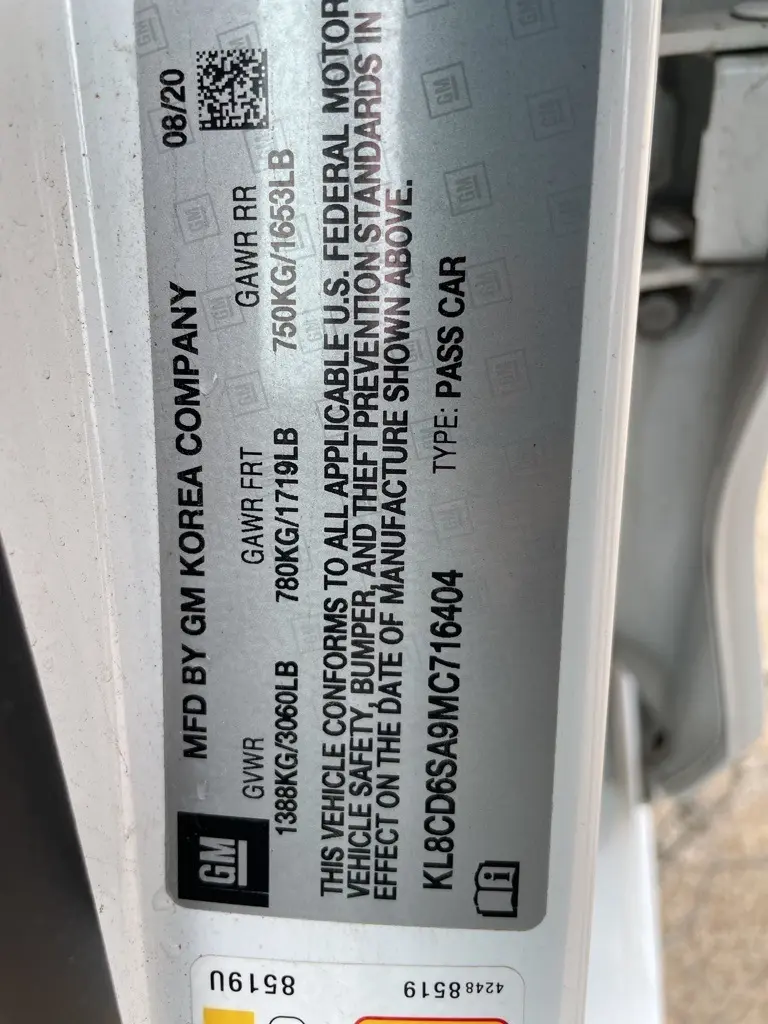 GM
MFD BY GM KOREA COMPANY 08/20
GVWR GAWR FRT GAWR RR
1388KG/3060LB 780KG/1719LB 750KG/1653LB
THIS VEHICLE CONFORMS TO ALL APPLICABLE U.S. FEDERAL MOTOR
VEHICLE SAFETY, BUMPER, AND THEFT PREVENTION STANDARDS IN
EFFECT ON THE DATE OF MANUFACTURE SHOWN ABOVE.
KL8CD6SA9MC716404 TYPE: PASS CAR
42488519
8519U